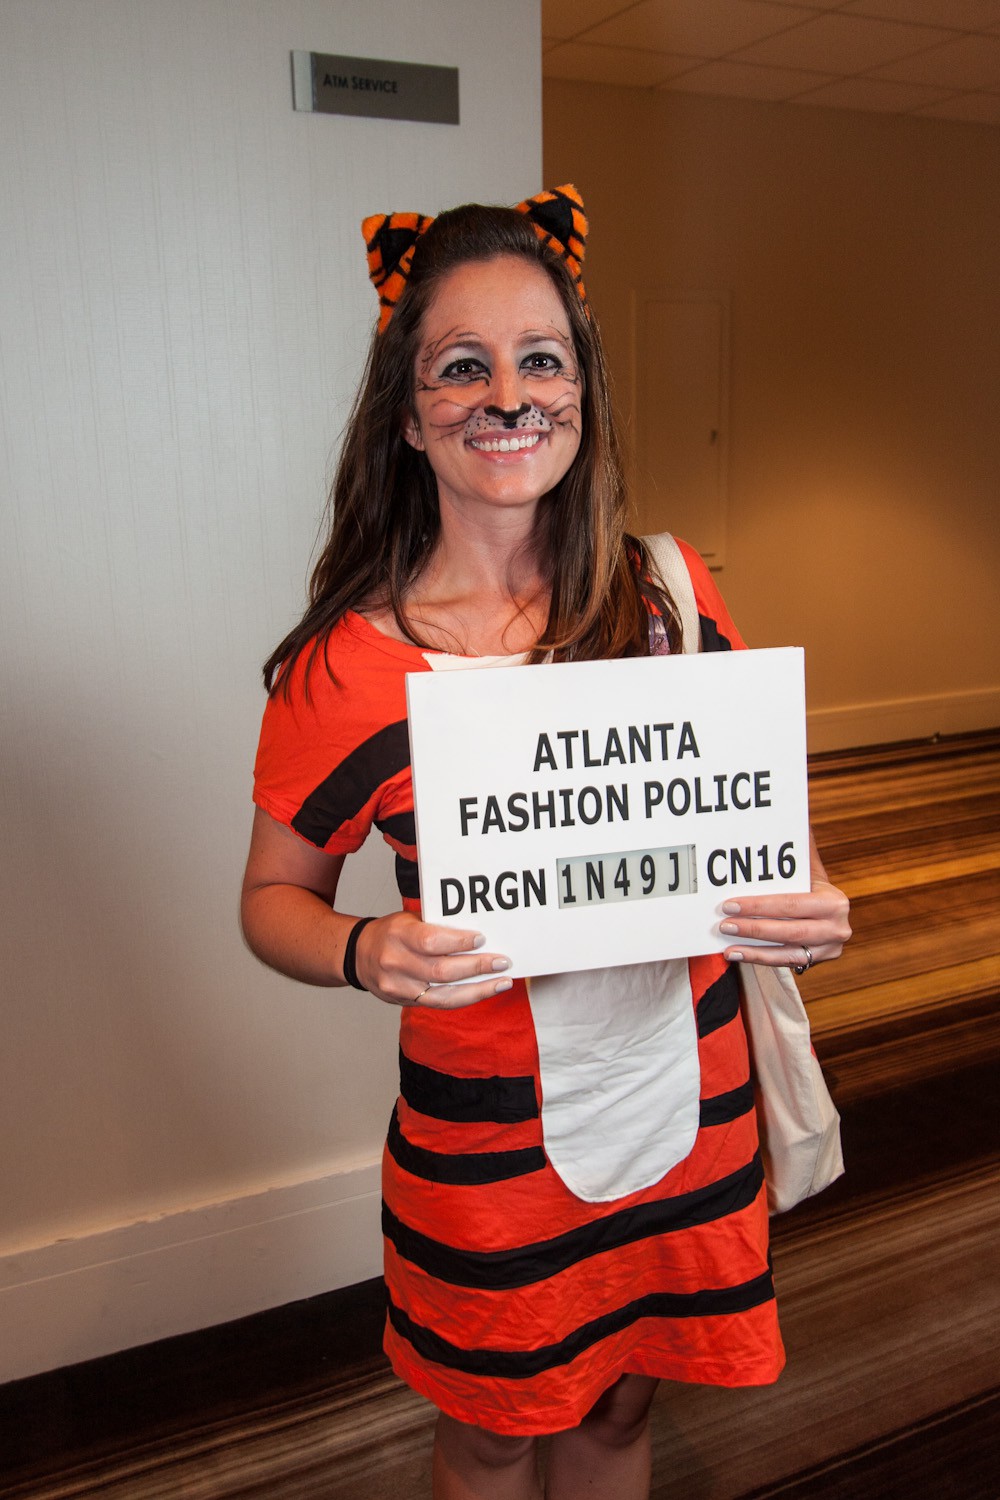 ATM SERVICE
ATLANTA
FASHION POLICE
DRGN 1N49J CN16